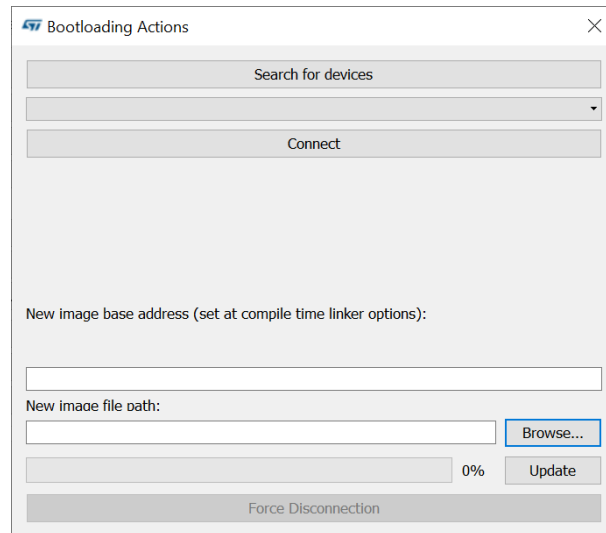 ST Bootloading Actions
Search for devices
Connect
New image base address (set at compile time linker options):
New image file path:
Browse...
0% Update
Force Disconnection